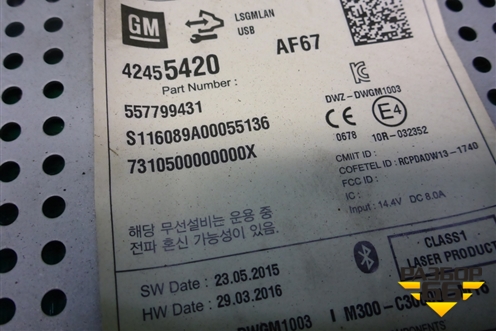 GM
LSGMLAN
USB
AF67
42455420
Part Number :
557799431
S116089A00055136
7310500000000X
DWZ-DWGM1003
CE
0678
E4
10R-032352
CMIIT ID :
COFETEL ID : RCPDADW13-1740
FCC ID :
IC :
Input : 14.4V DC 8.0A
해당 무선설비는 운용 중
전파 혼신 가능성이 있음
CLASS1
LASER PRODUCT
SW Date : 23.05.2015
HW Date : 29.03.2016
DWGM1003
РАЗБОР